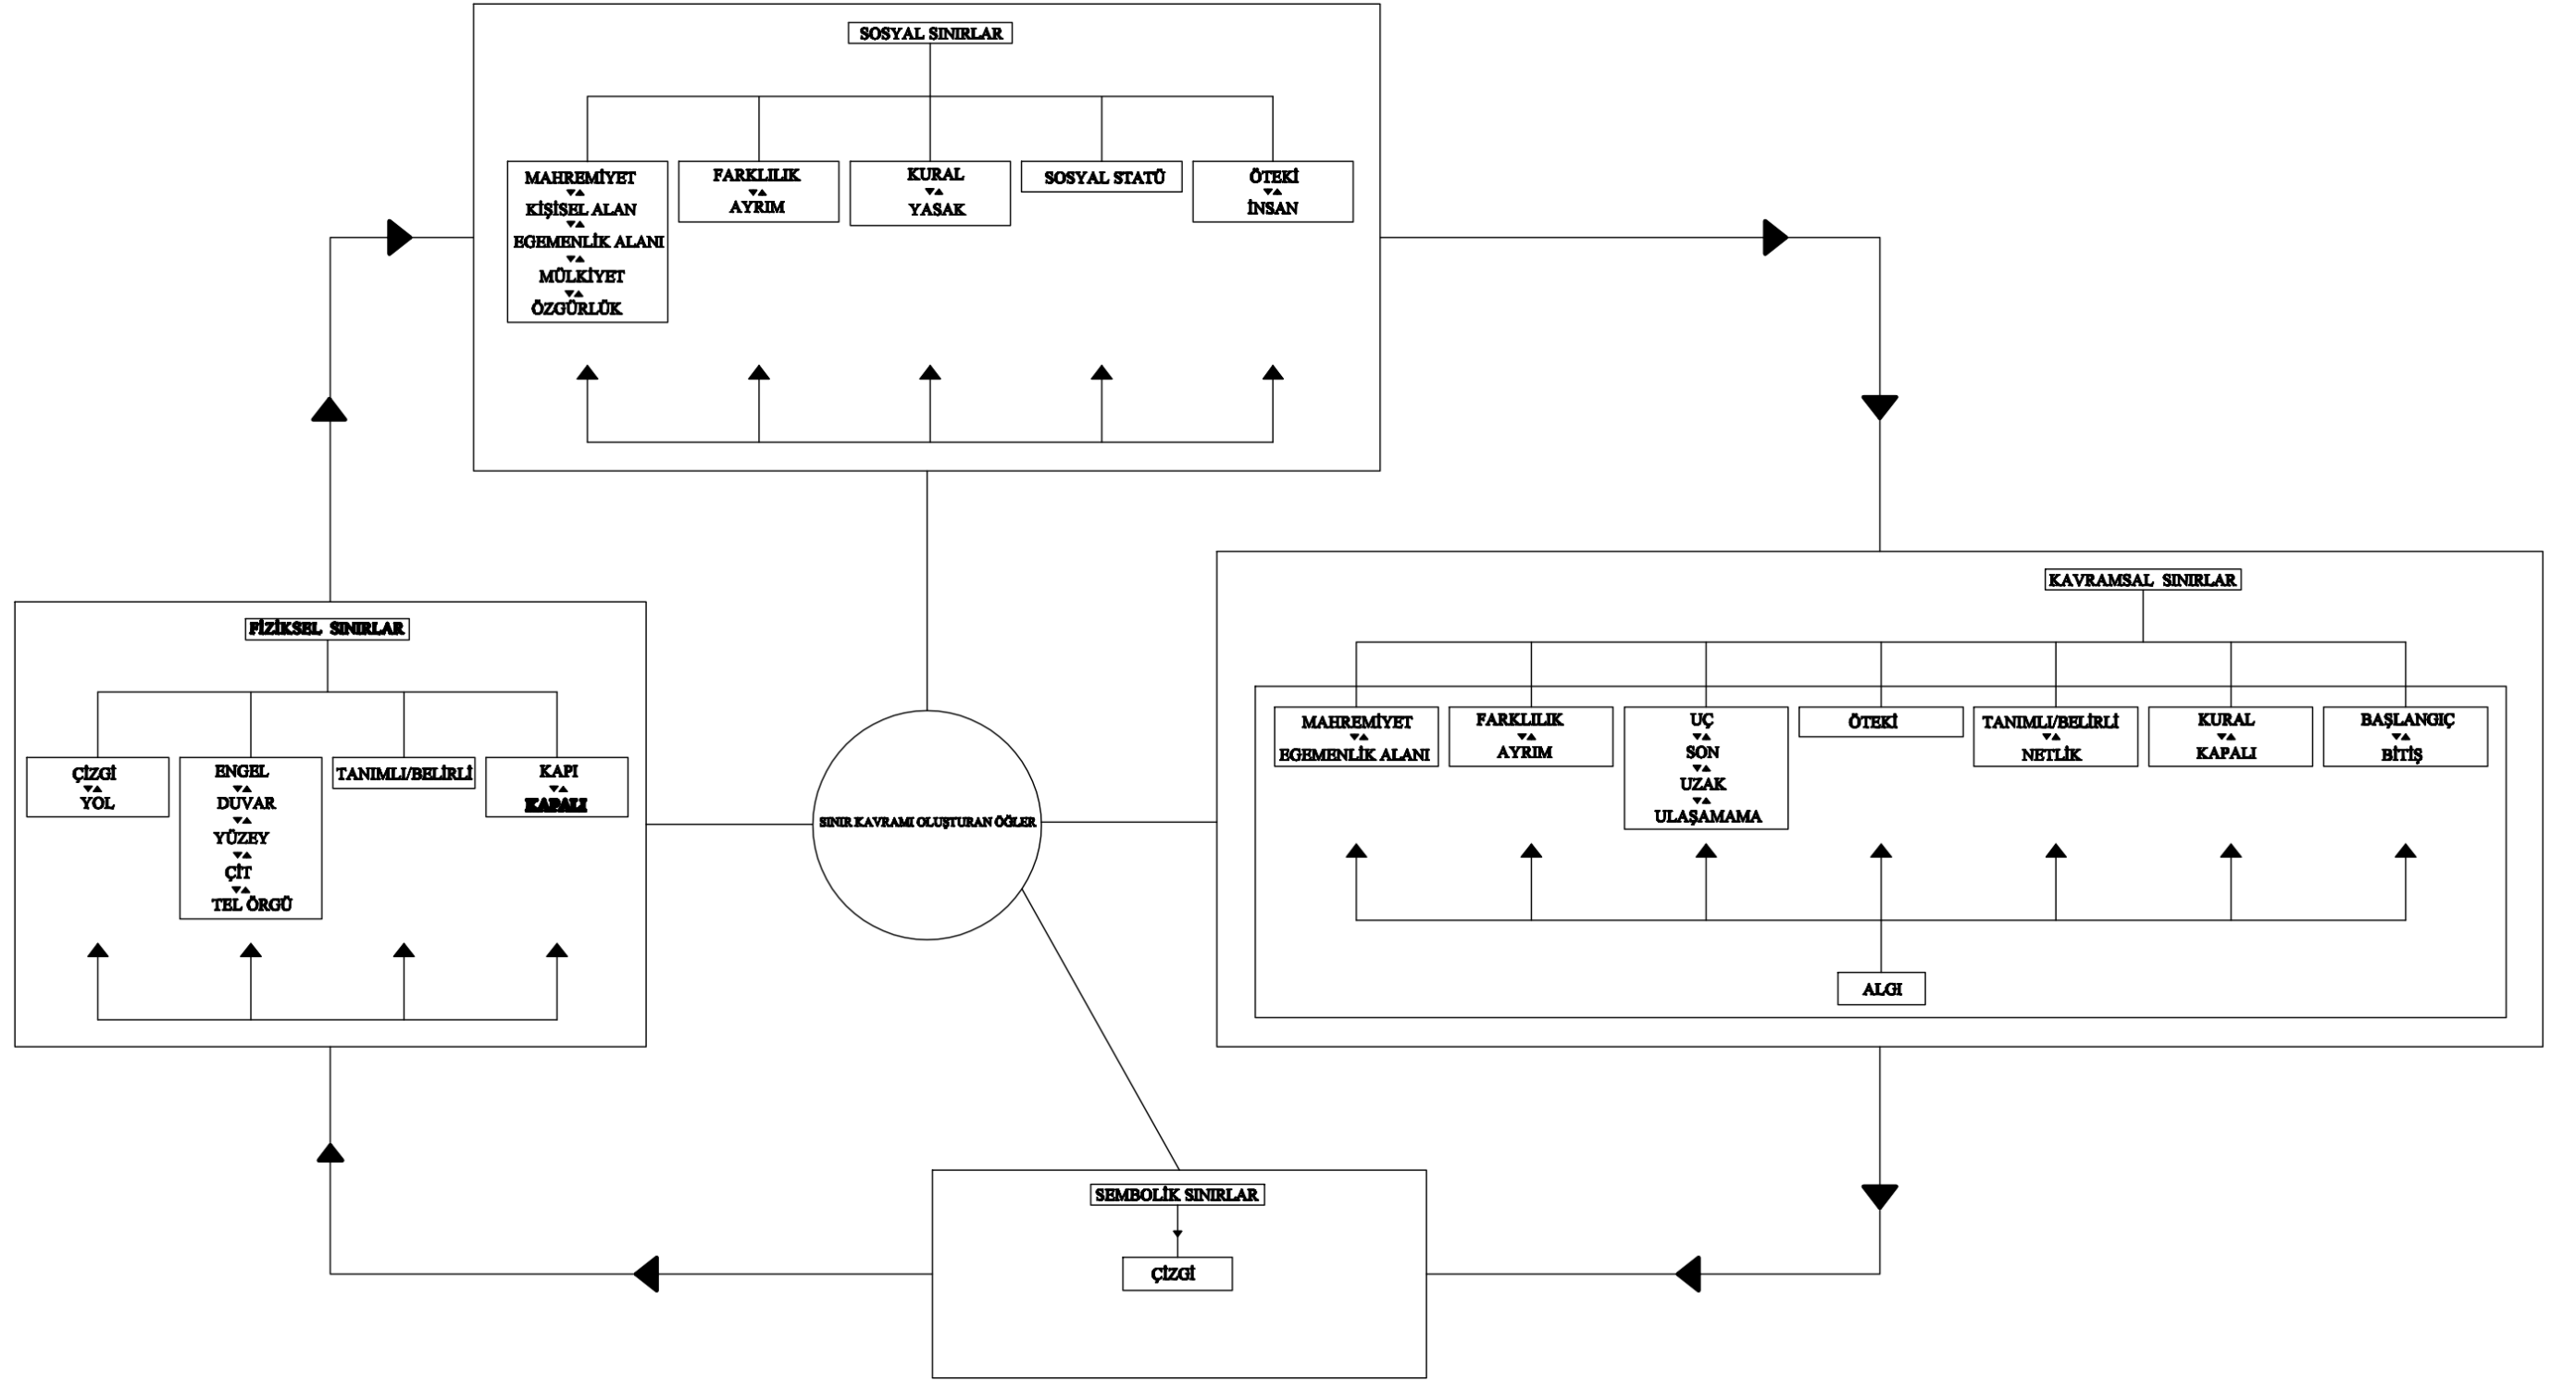 SOSYAL SINIRLAR
MAHREMİYET
KİŞİSEL ALAN
EGEMENLİK ALANI
MÜLKİYET
ÖZGÜRLÜK
FARKLILIK
AYRIM
KURAL
YASAK
SOSYAL STATÜ
ÖTEKİ
İNSAN
KAVRAMSAL SINIRLAR
MAHREMİYET
EGEMENLİK ALANI
FARKLILIK
AYRIM
UÇ
SON
UZAK
ULAŞAMAMA
ÖTEKİ
TANIMLI/BELİRLİ
NETLİK
KURAL
KAPALI
BAŞLANGIÇ
BİTİŞ
ALGI
FİZİKSEL SINIRLAR
ÇİZGİ
YOL
ENGEL
DUVAR
YÜZEY
ÇİT
TEL ÖRGÜ
TANIMLI/BELİRLİ
KAPI
KAPALI
SINIR KAVRAMI OLUŞTURAN ÖĞLER
SEMBOLİK SINIRLAR
ÇİZGİ